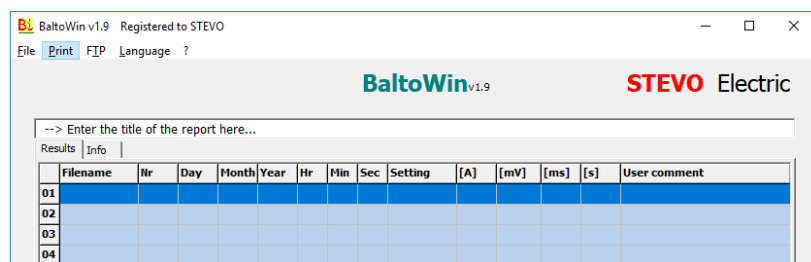 BL BaltoWin v1.9 Registered to STEVO
File Print FTP Language ?
BaltoWin v1.9 STEVO Electric
--> Enter the title of the report here...
Results Info
Filename Nr Day Month Year Hr Min Sec Setting [A] [mV] [ms] [s] User comment
01
02
03
04